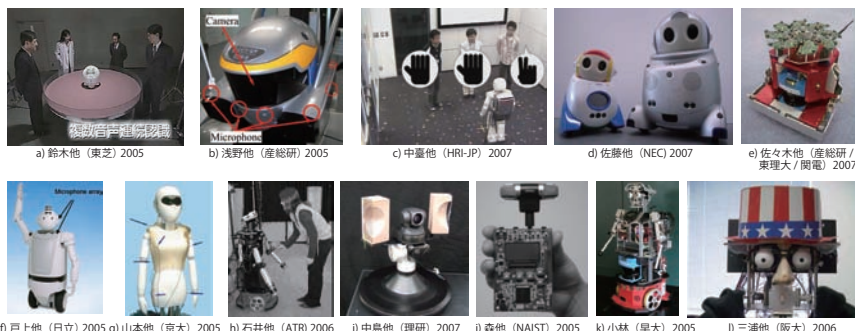 複数音声同時認識
Camera
Microphone
a) 鈴木他（東芝）2005
b) 浅野他（産総研）2005
c) 中臺他（HRI-JP）2007
d) 佐藤他（NEC) 2007
e) 佐々木他（産総研 /
東理大 / 関電）2007
Microphone array
f) 戸上他（日立）2005
g) 山本他（京大）2005
h) 石井他（ATR) 2006
i) 中島他（理研）2007
j) 森他（NAIST）2005
k) 小林（早大）2005
l) 三浦他（阪大）2006